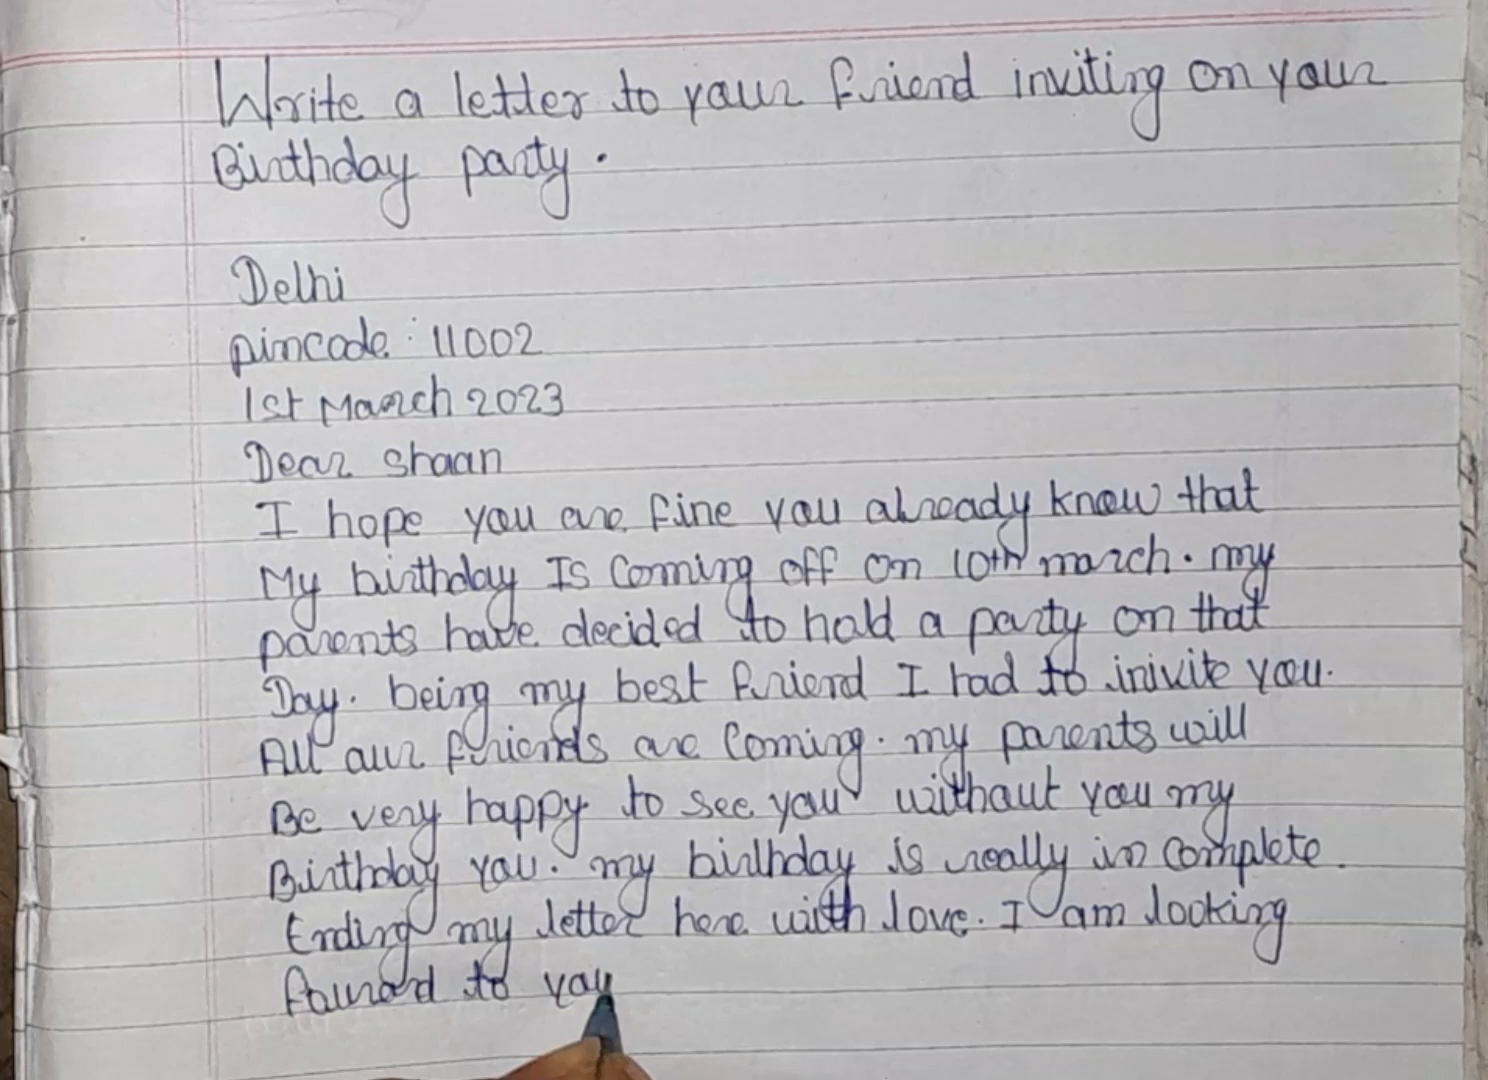 Write a letter to your friend inviting on your
Birthday party.
Delhi
pincode: 11002
1st March 2023
Dear shaan
I hope you are fine you already know that
My birthday Is coming off on 10th march. my
parents have decided to hold a party on that
Day. being my best friend I had to inivite you.
All our friends are coming. my parents will
Be very happy to see you without you my
Birthday you. my birthday is really in complete.
Ending my letter here with love. I am looking
fourard to you